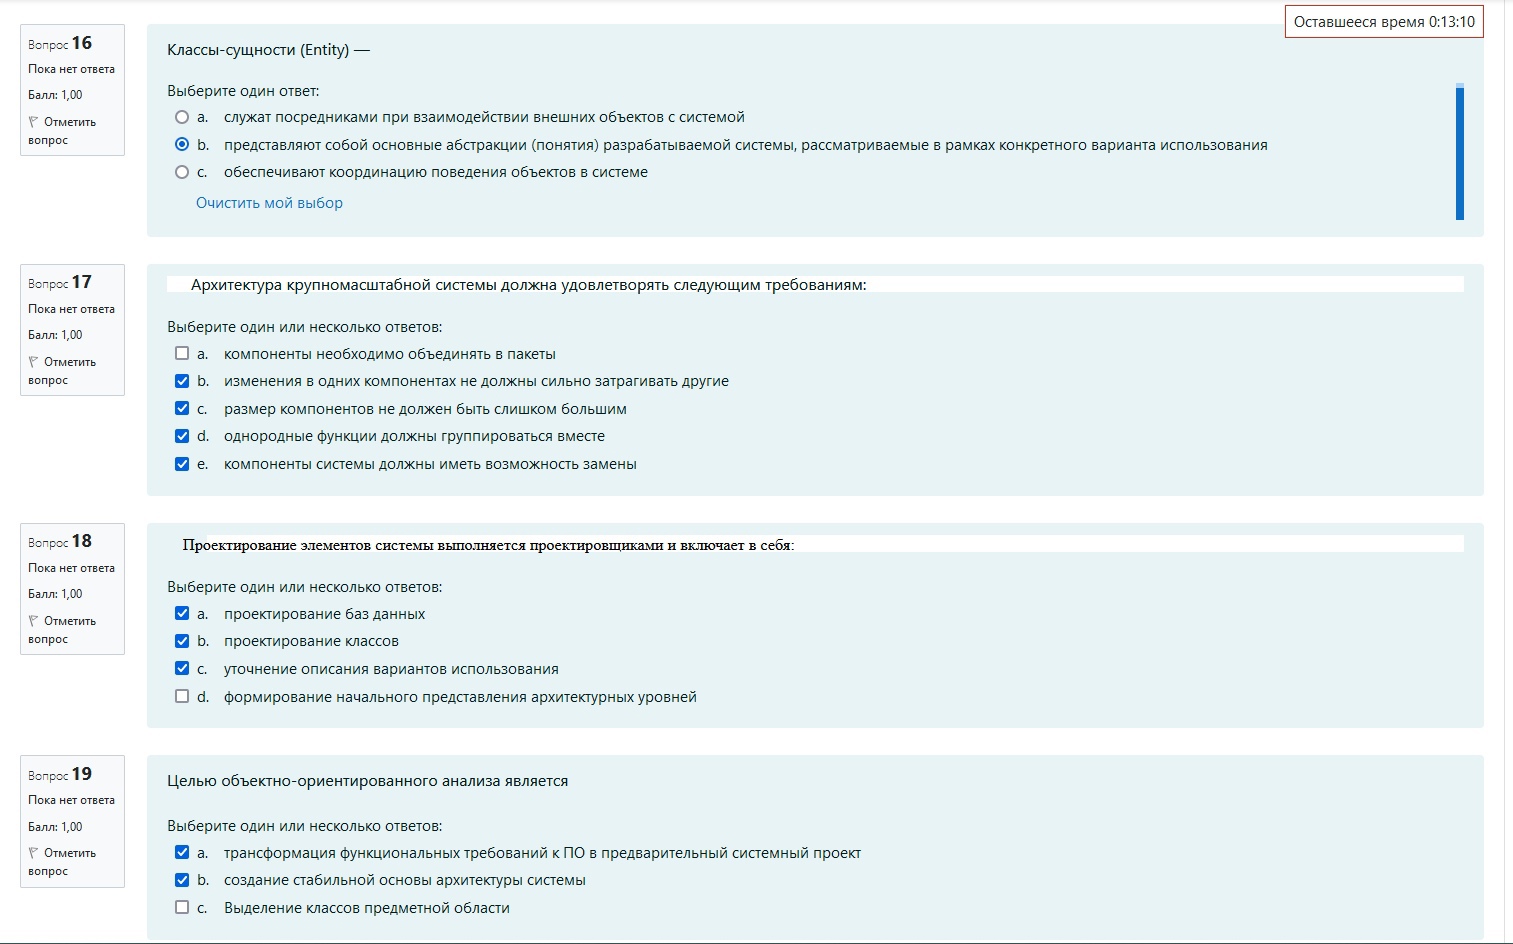 Оставшееся время 0:13:10
Вопрос 16
Пока нет ответа
Балл: 1,00
Отметить
вопрос
Классы-сущности (Entity) —
Выберите один ответ:
a. служат посредниками при взаимодействии внешних объектов с системой
b. представляют собой основные абстракции (понятия) разрабатываемой системы, рассматриваемые в рамках конкретного варианта использования
c. обеспечивают координацию поведения объектов в системе
Очистить мой выбор
Вопрос 17
Пока нет ответа
Балл: 1,00
Отметить
вопрос
Архитектура крупномасштабной системы должна удовлетворять следующим требованиям:
Выберите один или несколько ответов:
a. компоненты необходимо объединять в пакеты
b. изменения в одних компонентах не должны сильно затрагивать другие
c. размер компонентов не должен быть слишком большим
d. однородные функции должны группироваться вместе
e. компоненты системы должны иметь возможность замены
Вопрос 18
Пока нет ответа
Балл: 1,00
Отметить
вопрос
Проектирование элементов системы выполняется проектировщиками и включает в себя:
Выберите один или несколько ответов:
a. проектирование баз данных
b. проектирование классов
c. уточнение описания вариантов использования
d. формирование начального представления архитектурных уровней
Вопрос 19
Пока нет ответа
Балл: 1,00
Отметить
вопрос
Целью объектно-ориентированного анализа является
Выберите один или несколько ответов:
a. трансформация функциональных требований к ПО в предварительный системный проект
b. создание стабильной основы архитектуры системы
c. Выделение классов предметной области